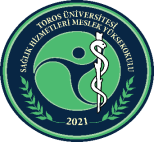 TOROS ÜNİVERSİTESİ
SAĞLIK HİZMETLERİ MESLEK YÜKSEKOKULU
2021